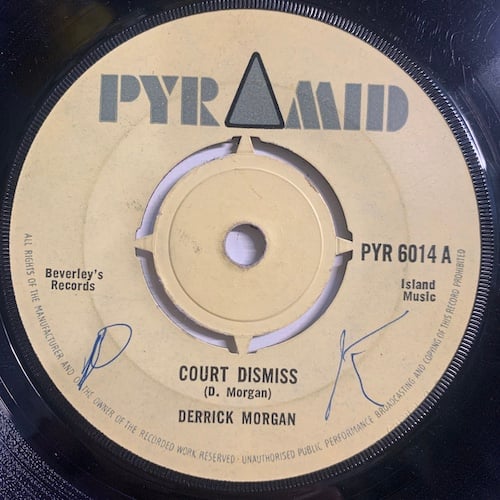 PYRAMID
PYR 6014 A
Beverley's
Records
Island
Music
COURT DISMISS
(D. Morgan)
DERRICK MORGAN
ALL RIGHTS OF THE MANUFACTURER AND OF THE OWNER OF THE RECORDED WORK RESERVED - UNAUTHORISED PUBLIC PERFORMANCE BROADCASTING AND COPYING OF THIS RECORD PROHIBITED
P
K